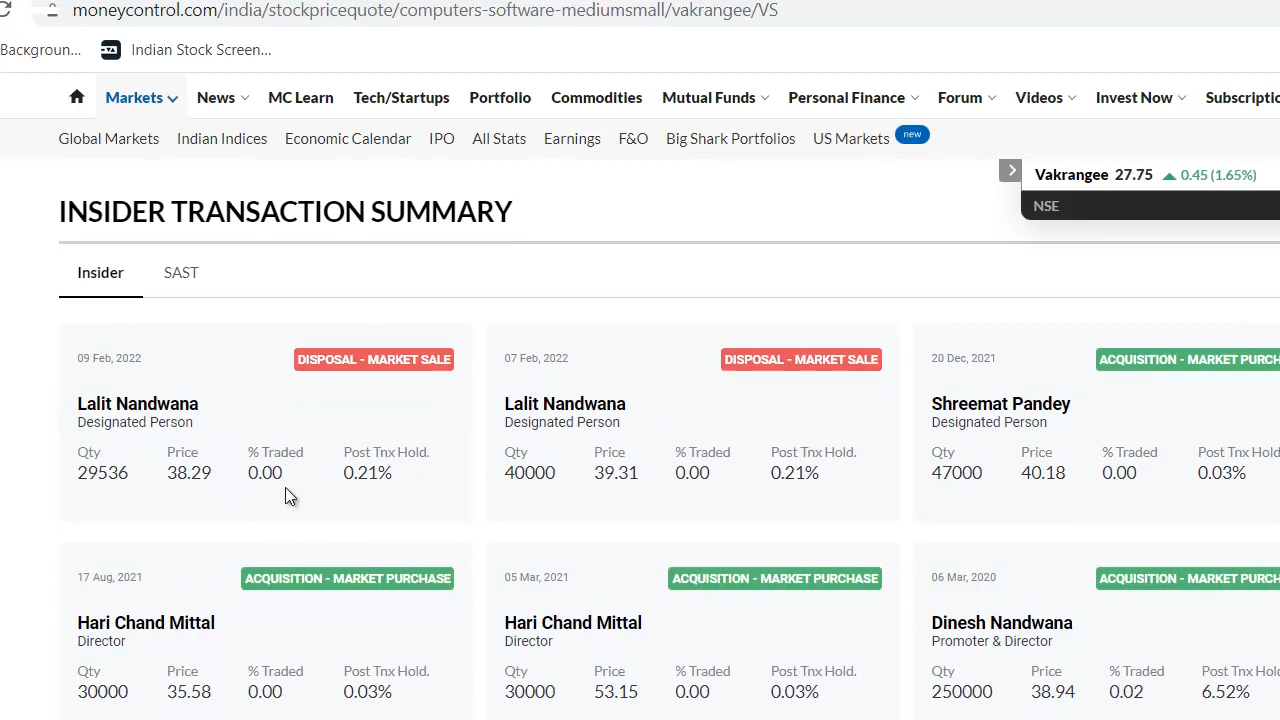 moneycontrol.com/india/stockpricequote/computers-software-mediumsmall/vakrangee/VS
Backgroun... Indian Stock Screen...
Markets News MC Learn Tech/Startups Portfolio Commodities Mutual Funds Personal Finance Forum Videos Invest Now Subscriptio
Global Markets Indian Indices Economic Calendar IPO All Stats Earnings F&O Big Shark Portfolios US Markets new
Vakrangee 27.75 0.45 (1.65%)
NSE
INSIDER TRANSACTION SUMMARY
Insider SAST
09 Feb, 2022 DISPOSAL - MARKET SALE
Lalit Nandwana
Designated Person
Qty Price % Traded Post Tnx Hold.
29536 38.29 0.00 0.21%
07 Feb, 2022 DISPOSAL - MARKET SALE
Lalit Nandwana
Designated Person
Qty Price % Traded Post Tnx Hold.
40000 39.31 0.00 0.21%
20 Dec, 2021 ACQUISITION - MARKET PURCH
Shreemat Pandey
Designated Person
Qty Price % Traded Post Tnx Hold
47000 40.18 0.00 0.03%
17 Aug, 2021 ACQUISITION - MARKET PURCHASE
Hari Chand Mittal
Director
Qty Price % Traded Post Tnx Hold.
30000 35.58 0.00 0.03%
05 Mar, 2021 ACQUISITION - MARKET PURCHASE
Hari Chand Mittal
Director
Qty Price % Traded Post Tnx Hold.
30000 53.15 0.00 0.03%
06 Mar, 2020 ACQUISITION - MARKET PURCH
Dinesh Nandwana
Promoter & Director
Qty Price % Traded Post Tnx Hold
250000 38.94 0.02 6.52%